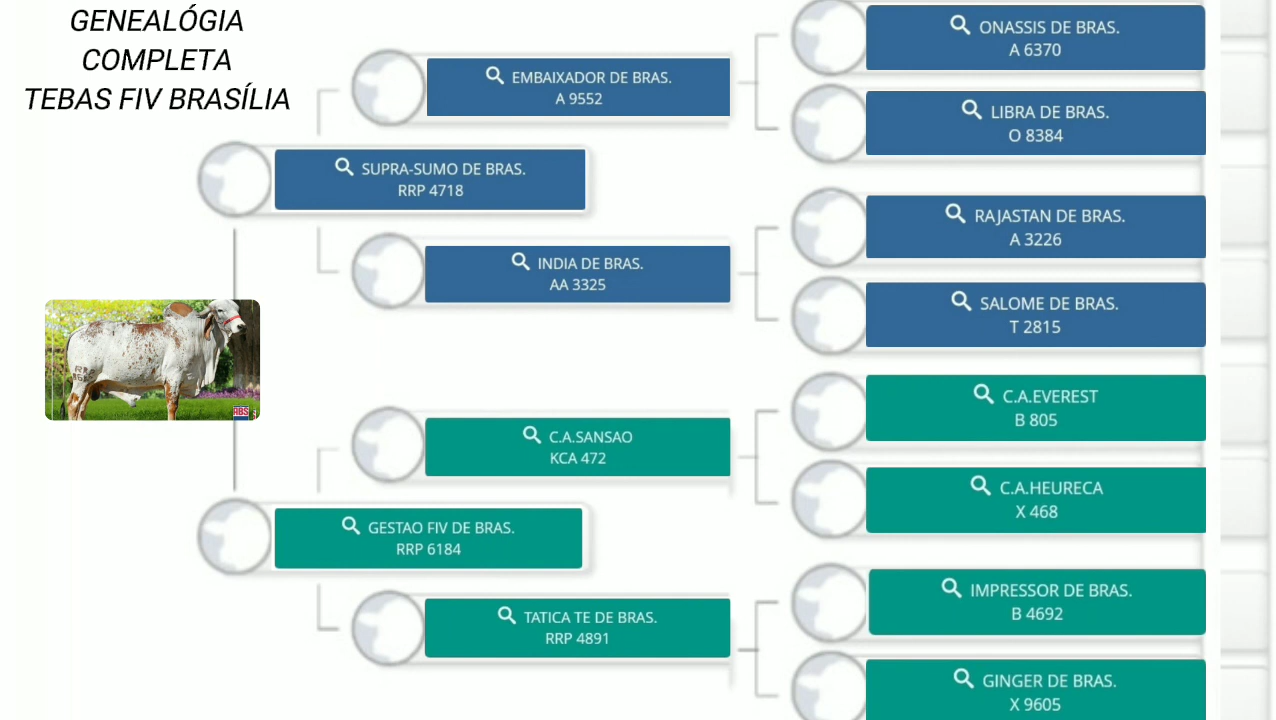 GENEALÓGIA
COMPLETA
TEBAS FIV BRASÍLIA
SUPRA-SUMO DE BRAS.
RRP 4718
EMBAIXADOR DE BRAS.
A 9552
ONASSIS DE BRAS.
A 6370
LIBRA DE BRAS.
O 8384
INDIA DE BRAS.
AA 3325
RAJASTAN DE BRAS.
A 3226
SALOME DE BRAS.
T 2815
ABS
GESTAO FIV DE BRAS.
RRP 6184
C.A.SANSAO
KCA 472
C.A.EVEREST
B 805
C.A.HEURECA
X 468
TATICA TE DE BRAS.
RRP 4891
IMPRESSOR DE BRAS.
B 4692
GINGER DE BRAS.
X 9605